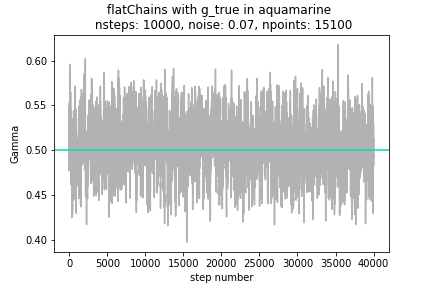 flatChains with g_true in aquamarine
nsteps: 10000, noise: 0.07, npoints: 15100
0.60
0.55
0.50
0.45
0.40
Gamma
0 5000 10000 15000 20000 25000 30000 35000 40000
step number